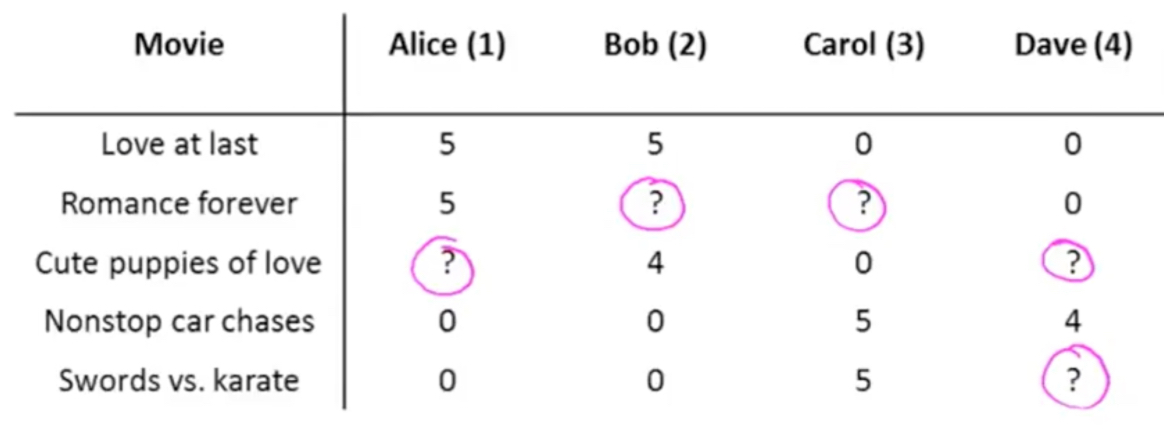 Movie Alice (1) Bob (2) Carol (3) Dave (4)
Love at last 5 5 0 0
Romance forever 5 ? ? 0
Cute puppies of love ? 4 0 ?
Nonstop car chases 0 0 5 4
Swords vs. karate 0 0 5 ?